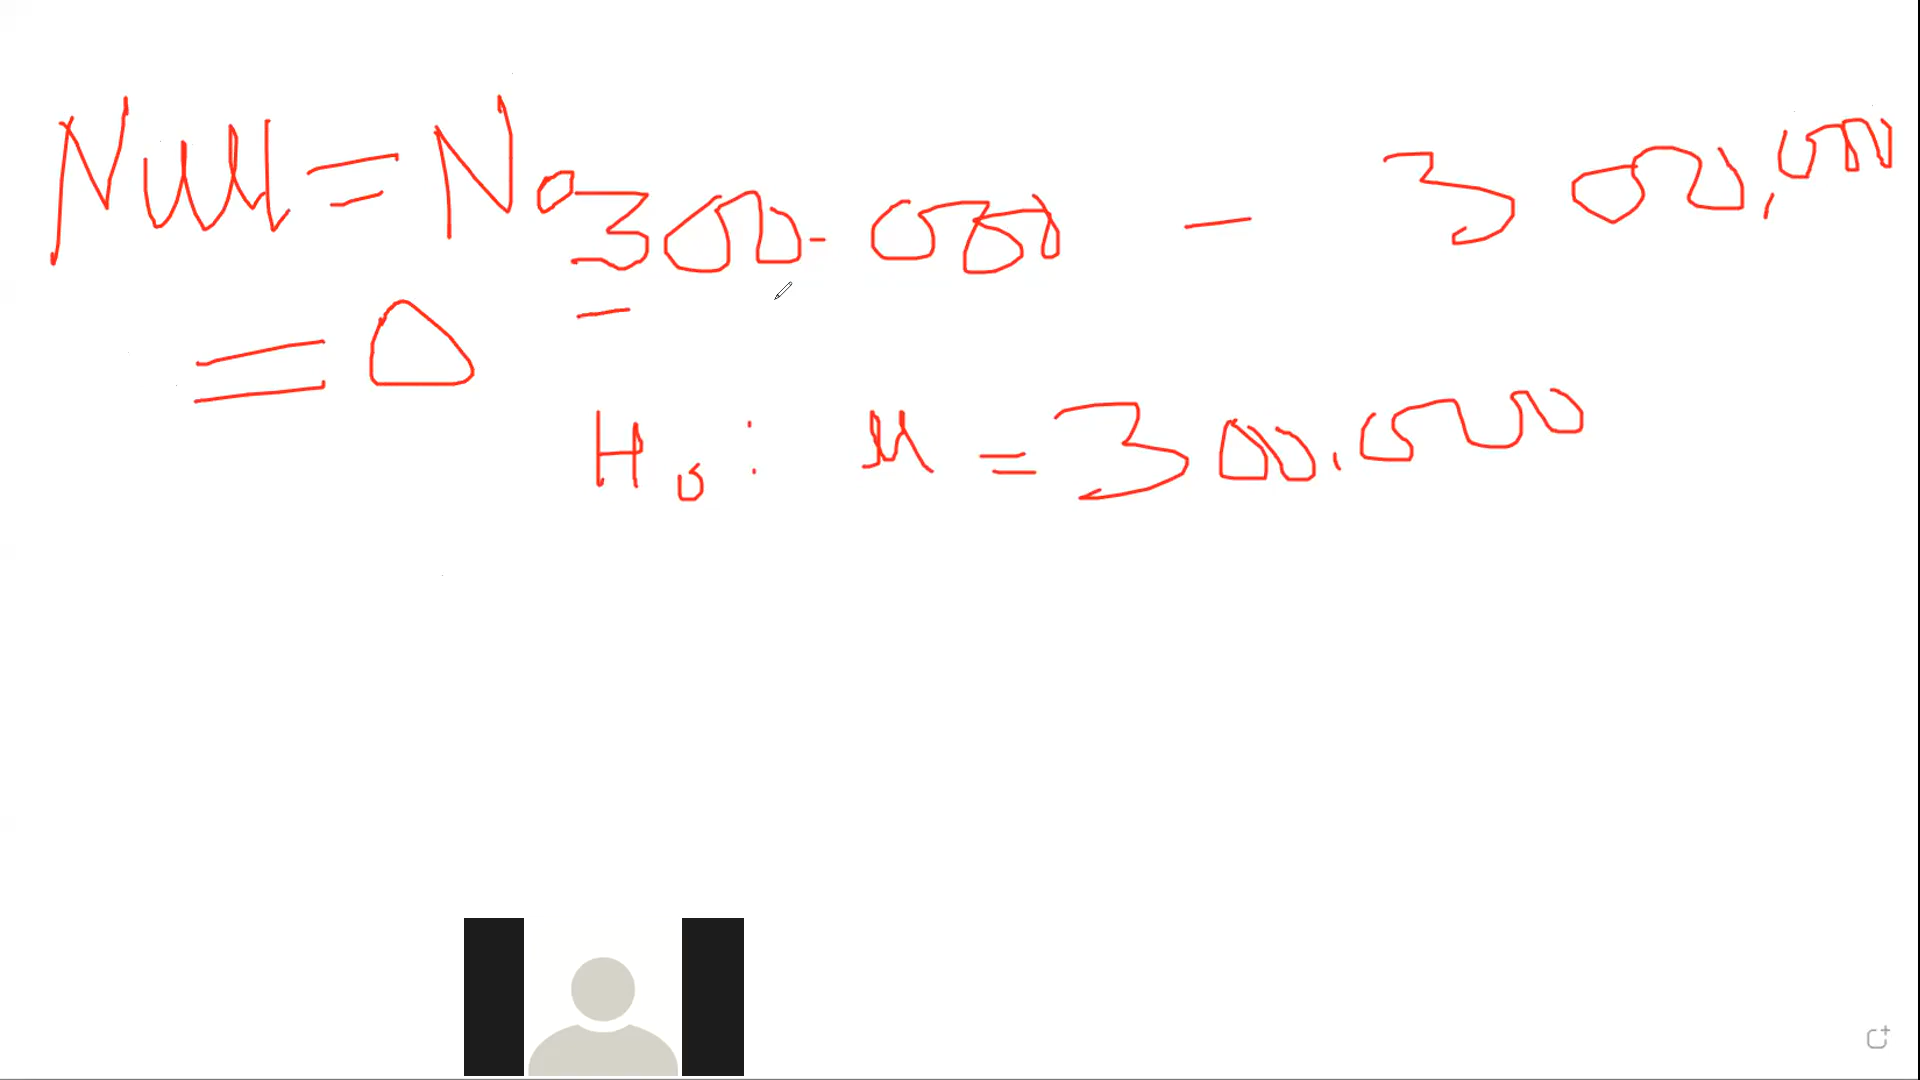 Null = No 300.000 - 300,000
= 0
H0 : μ = 300,000